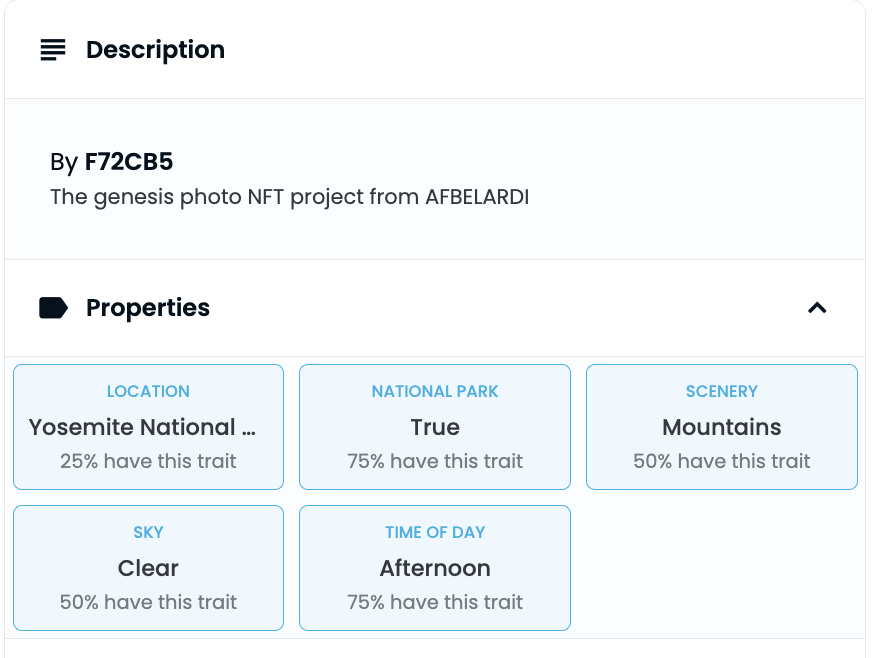 Description
By F72CB5
The genesis photo NFT project from AFBELARDI
Properties
LOCATION
Yosemite National ...
25% have this trait
NATIONAL PARK
True
75% have this trait
SCENERY
Mountains
50% have this trait
SKY
Clear
50% have this trait
TIME OF DAY
Afternoon
75% have this trait